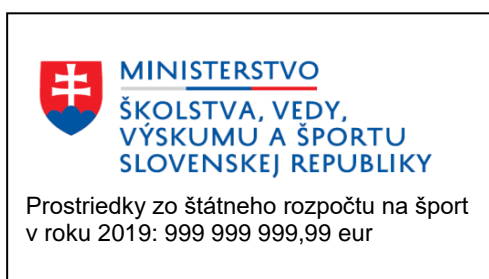 MINISTERSTVO
ŠKOLSTVA, VEDY,
VÝSKUMU A ŠPORTU
SLOVENSKEJ REPUBLIKY
Prostriedky zo štátneho rozpočtu na šport
v roku 2019: 999 999 999,99 eur